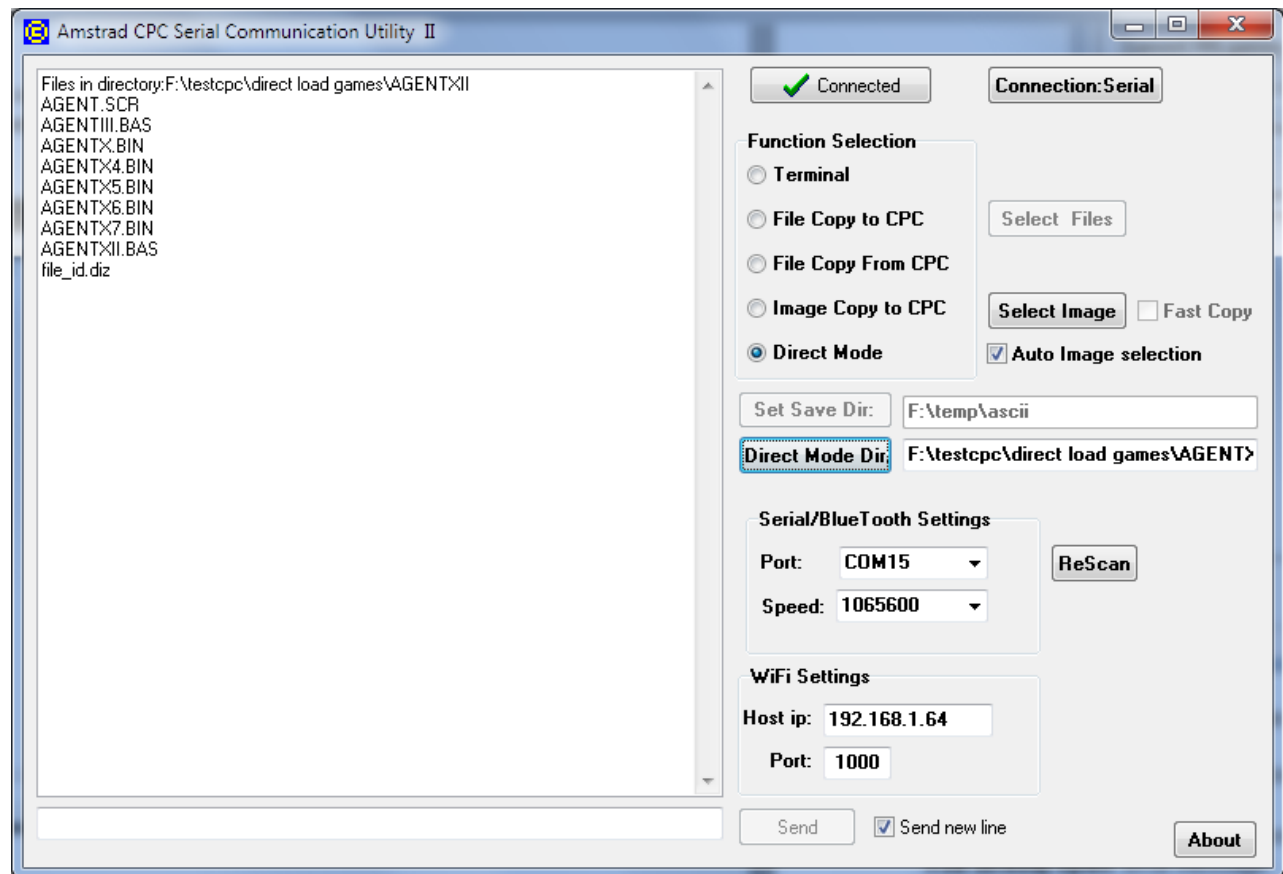 Amstrad CPC Serial Communication Utility II
Files in directory:F:\testcpc\direct load games\AGENTXII
AGENT.SCR
AGENTIII.BAS
AGENTX.BIN
AGENTX4.BIN
AGENTX5.BIN
AGENTX6.BIN
AGENTX7.BIN
AGENTXII.BAS
file_id.diz
Connected
Connection:Serial
Function Selection
Terminal
File Copy to CPC
Select Files
File Copy From CPC
Image Copy to CPC
Select Image
Fast Copy
Direct Mode
Auto Image selection
Set Save Dir:
F:\temp\ascii
Direct Mode Dir:
F:\testcpc\direct load games\AGENTX
Serial/BlueTooth Settings
Port:
COM15
ReScan
Speed:
1065600
WiFi Settings
Host ip:
192.168.1.64
Port:
1000
Send
Send new line
About